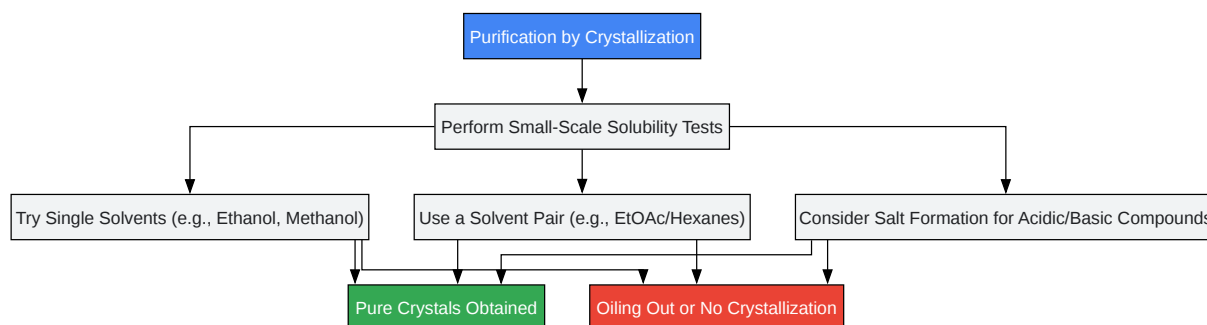 Purification by Crystallization
Perform Small-Scale Solubility Tests
Try Single Solvents (e.g., Ethanol, Methanol)
Use a Solvent Pair (e.g., EtOAc/Hexanes)
Consider Salt Formation for Acidic/Basic Compounds
Pure Crystals Obtained
Oiling Out or No Crystallization